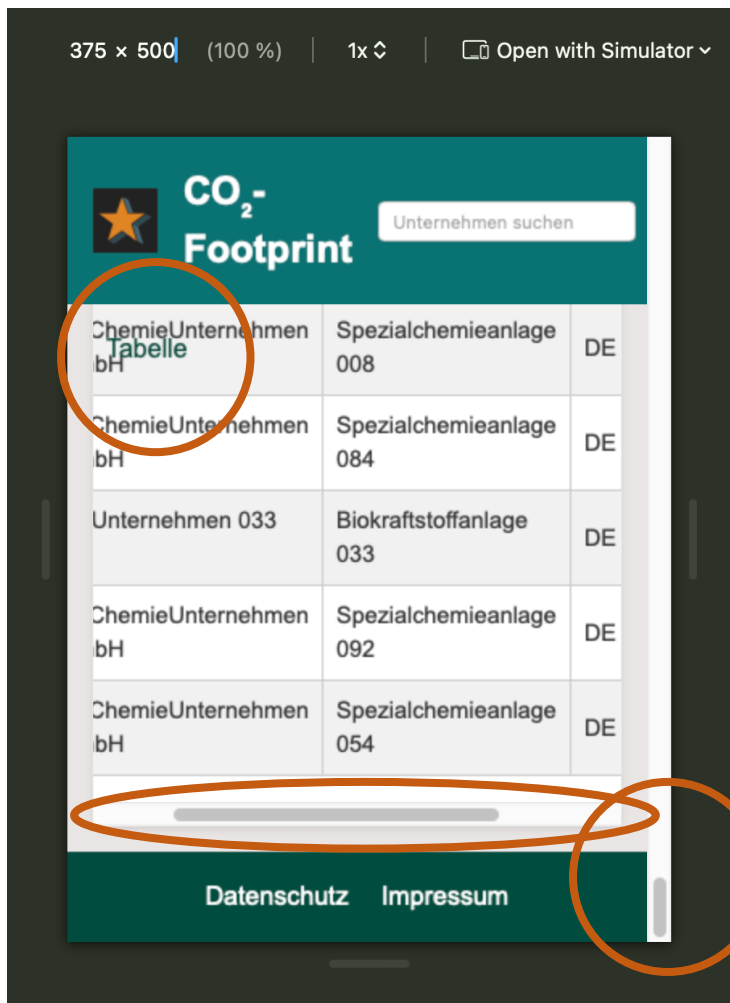 375 × 500 (100 %) 1x Open with Simulator
CO₂-
Footprint
Unternehmen suchen
ChemieUnternehmen Spezialchemieanlage DE
bH 008
Tabelle
ChemieUnternehmen Spezialchemieanlage DE
bH 084
Unternehmen 033 Biokraftstoffanlage DE
033
ChemieUnternehmen Spezialchemieanlage DE
bH 092
ChemieUnternehmen Spezialchemieanlage DE
bH 054
Datenschutz Impressum